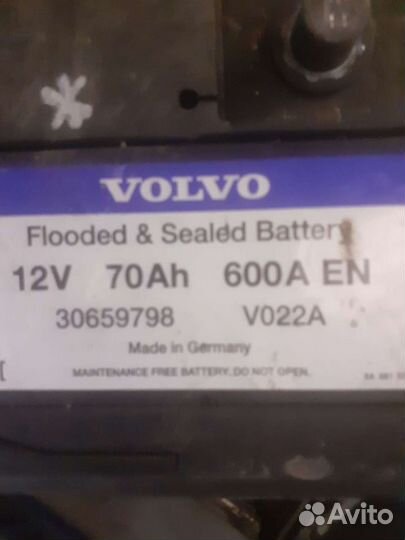 VOLVO
Flooded & Sealed Battery
12V 70Ah 600A EN
30659798 V022A
Made in Germany
MAINTENANCE FREE BATTERY. DO NOT OPEN.
Avito